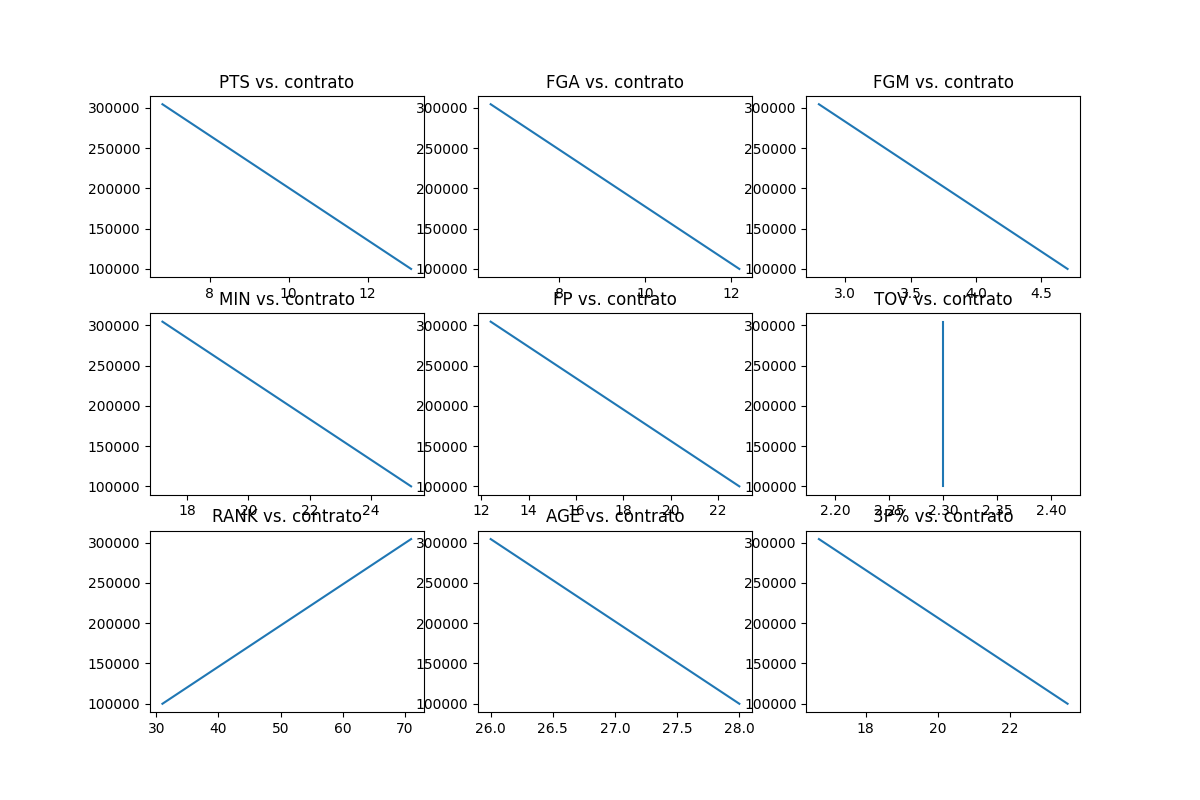 PTS vs. contrato
FGA vs. contrato
FGM vs. contrato
300000
250000
200000
150000
100000
8 10 12
300000
250000
200000
150000
100000
8 10 12
300000
250000
200000
150000
100000
3.0 3.5 4.0 4.5
MIN vs. contrato
FP vs. contrato
TOV vs. contrato
300000
250000
200000
150000
100000
18 20 22 24
300000
250000
200000
150000
100000
12 14 16 18 20 22
300000
250000
200000
150000
100000
2.20 2.25 2.30 2.35 2.40
RANK vs. contrato
AGE vs. contrato
3P% vs. contrato
300000
250000
200000
150000
100000
30 40 50 60 70
300000
250000
200000
150000
100000
26.0 26.5 27.0 27.5 28.0
300000
250000
200000
150000
100000
18 20 22